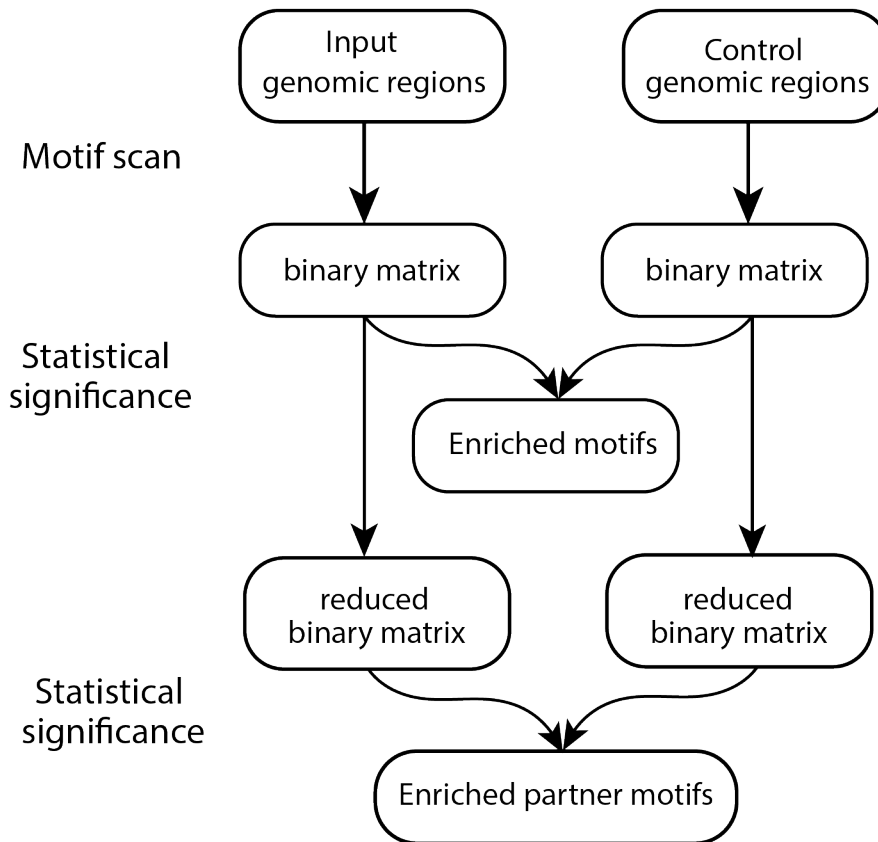 Input
genomic regions
Control
genomic regions
Motif scan
binary matrix
binary matrix
Statistical
significance
Enriched motifs
reduced
binary matrix
reduced
binary matrix
Statistical
significance
Enriched partner motifs